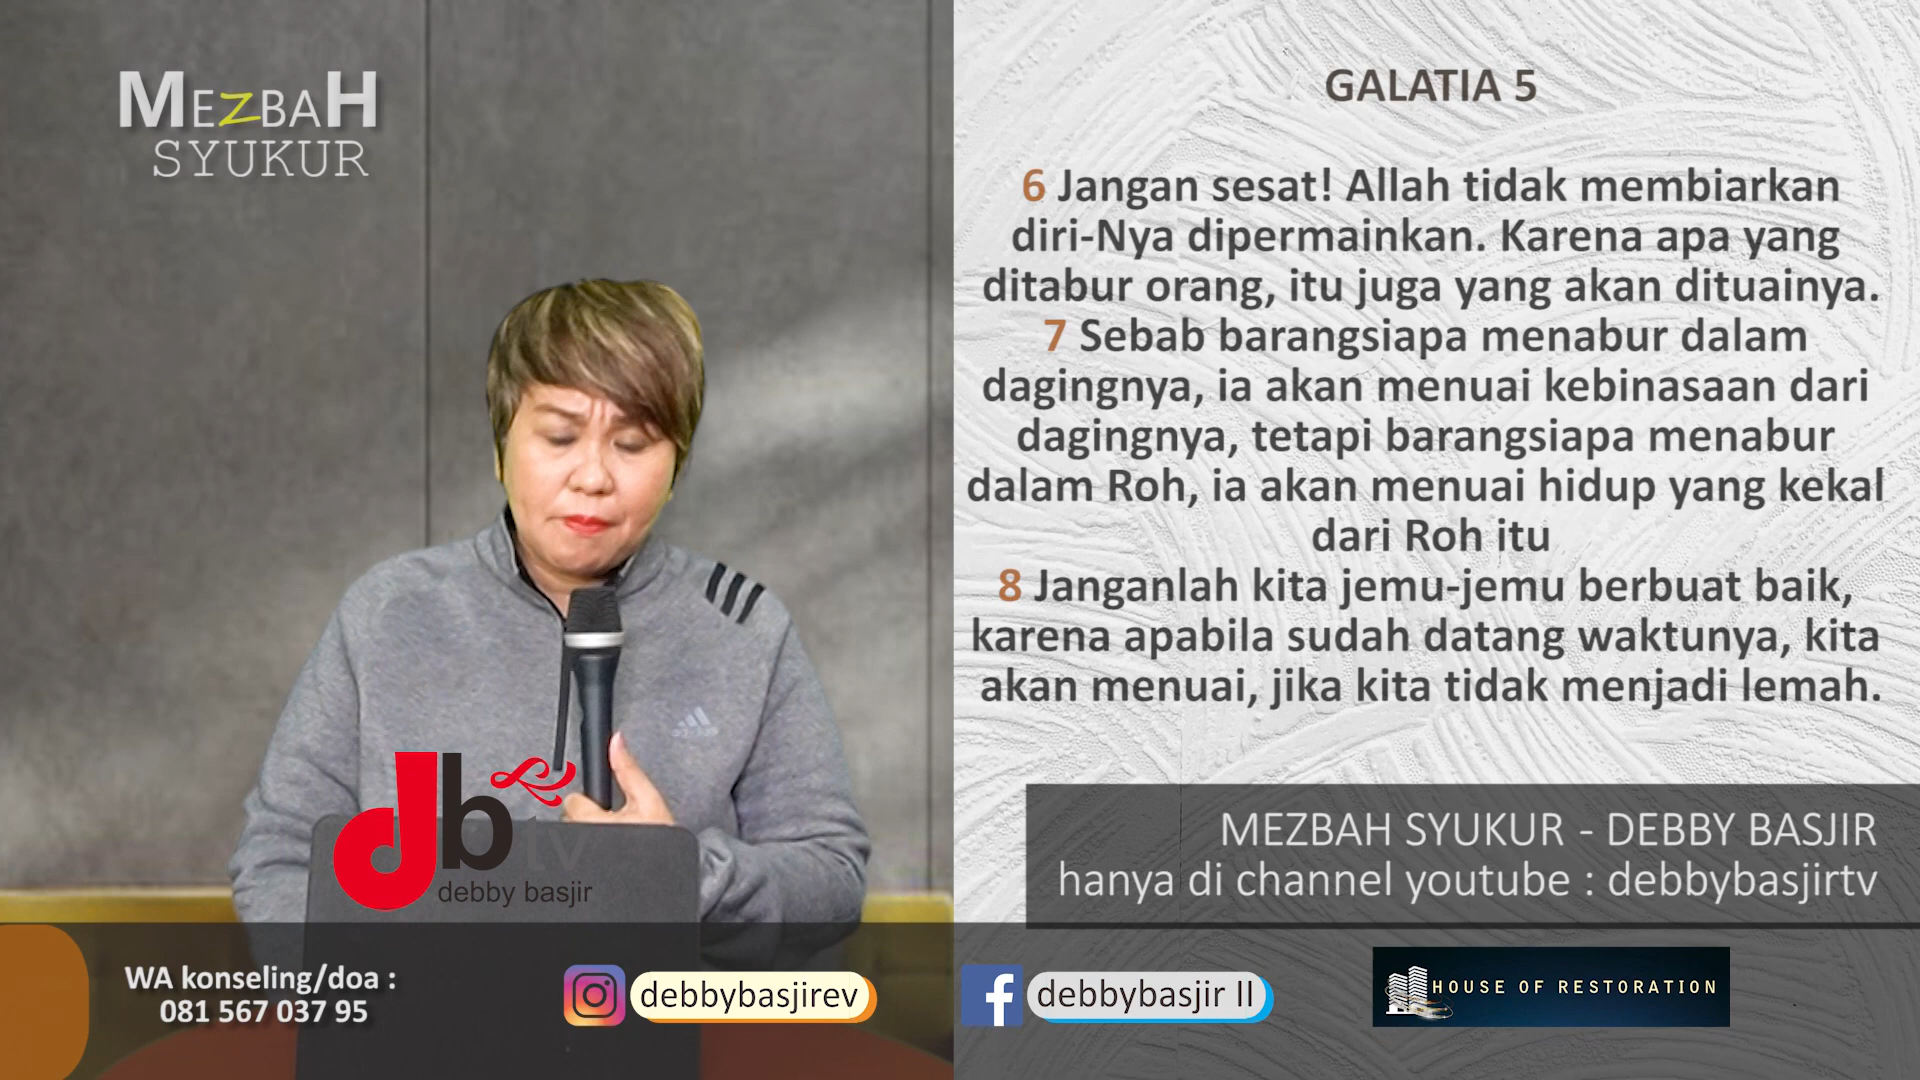 MEZBAH
SYUKUR
GALATIA 5
6 Jangan sesat! Allah tidak membiarkan
diri-Nya dipermainkan. Karena apa yang
ditabur orang, itu juga yang akan dituainya.
7 Sebab barangsiapa menabur dalam
dagingnya, ia akan menuai kebinasaan dari
dagingnya, tetapi barangsiapa menabur
dalam Roh, ia akan menuai hidup yang kekal
dari Roh itu
8 Janganlah kita jemu-jemu berbuat baik,
karena apabila sudah datang waktunya, kita
akan menuai, jika kita tidak menjadi lemah.
adidas
db tv
debby basjir
MEZBAH SYUKUR - DEBBY BASJIR
hanya di channel youtube : debbybasjirtv
WA konseling/doa :
081 567 037 95
debbybasjirev
debbybasjir II
HOUSE OF RESTORATION